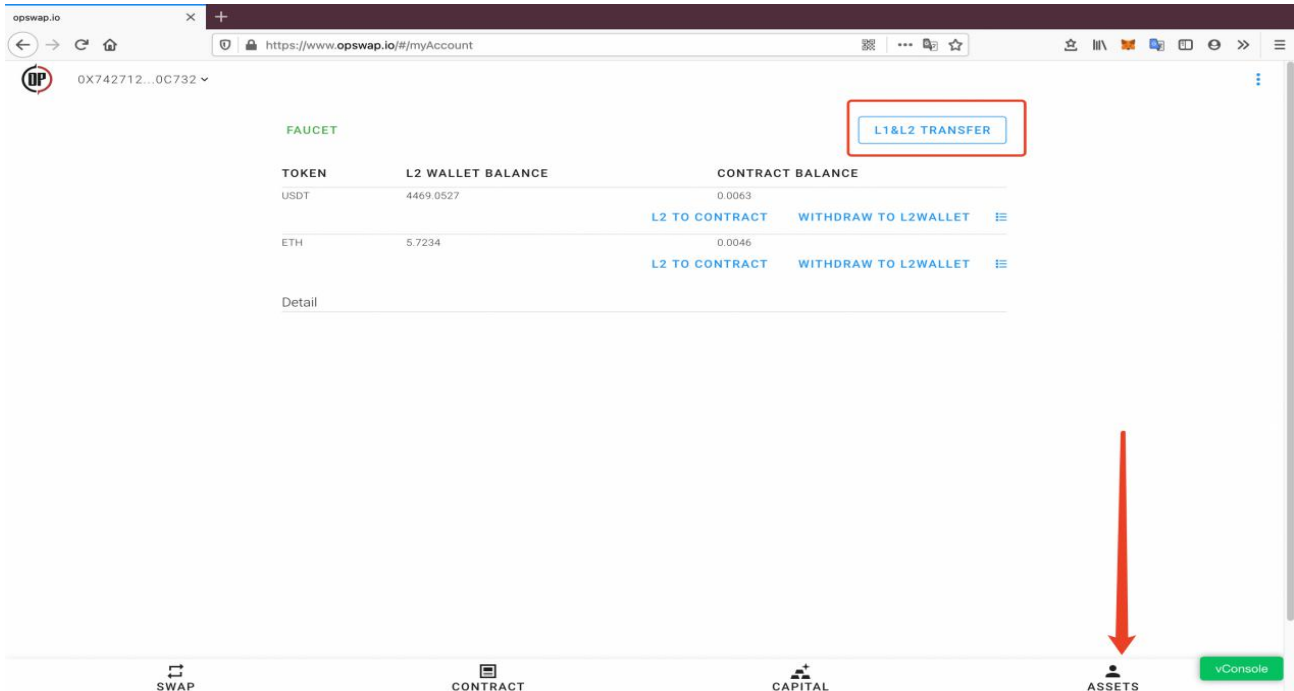 opswap.io
https://www.opswap.io/#/myAccount
OP 0X742712...0C732
FAUCET L1&L2 TRANSFER
TOKEN L2 WALLET BALANCE CONTRACT BALANCE
USDT 4469.0527 0.0063
L2 TO CONTRACT WITHDRAW TO L2WALLET
ETH 5.7234 0.0046
L2 TO CONTRACT WITHDRAW TO L2WALLET
Detail
vConsole
SWAP CONTRACT CAPITAL ASSETS